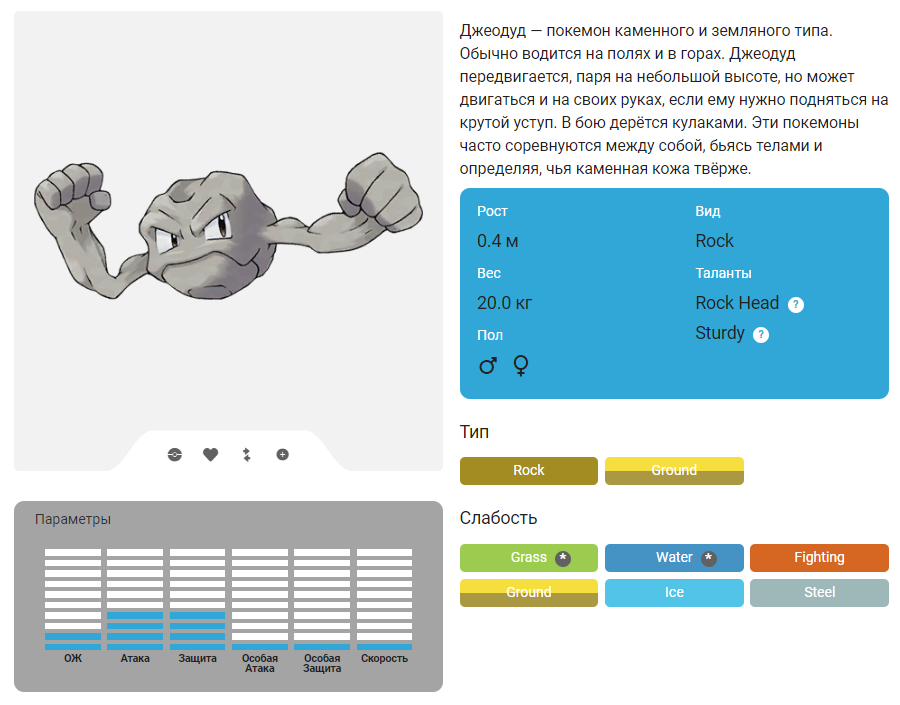 Джеодуд — покемон каменного и земляного типа.
Обычно водится на полях и в горах. Джеодуд
передвигается, паря на небольшой высоте, но может
двигаться и на своих руках, если ему нужно подняться на
крутой уступ. В бою дерётся кулаками. Эти покемоны
часто соревнуются между собой, бьясь телами и
определяя, чья каменная кожа твёрже.
Рост
0.4 м
Вес
20.0 кг
Пол
Вид
Rock
Таланты
Rock Head ?
Sturdy ?
Тип
Rock
Ground
Слабость
Grass *
Water *
Fighting
Ground
Ice
Steel
Параметры
ОЖ
Атака
Защита
Особая
Атака
Особая
Защита
Скорость